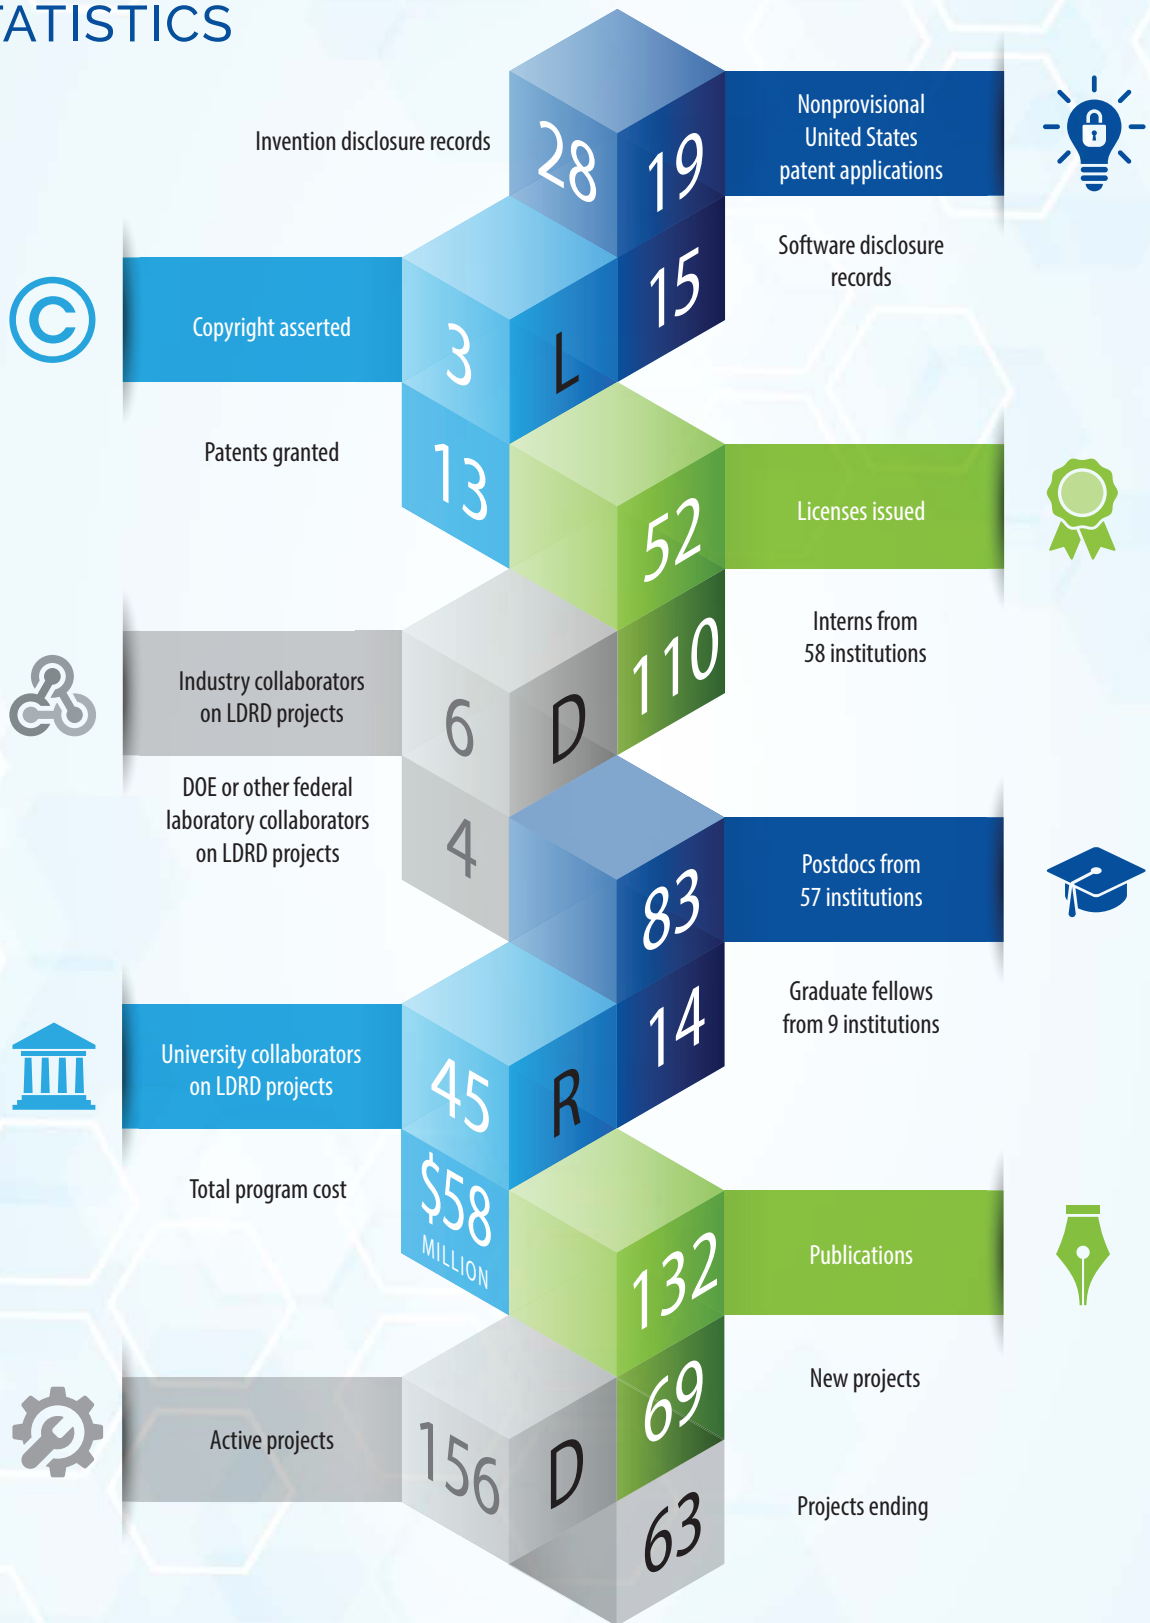 TATISTICS
Invention disclosure records
28
19
Nonprovisional
United States
patent applications
15
Software disclosure
records
Copyright asserted
3
L
Patents granted
13
52
Licenses issued
110
Interns from
58 institutions
Industry collaborators
on LDRD projects
6
D
DOE or other federal
laboratory collaborators
on LDRD projects
4
83
Postdocs from
57 institutions
14
Graduate fellows
from 9 institutions
University collaborators
on LDRD projects
45
R
Total program cost
$58
MILLION
132
Publications
69
New projects
Active projects
156
D
63
Projects ending
C